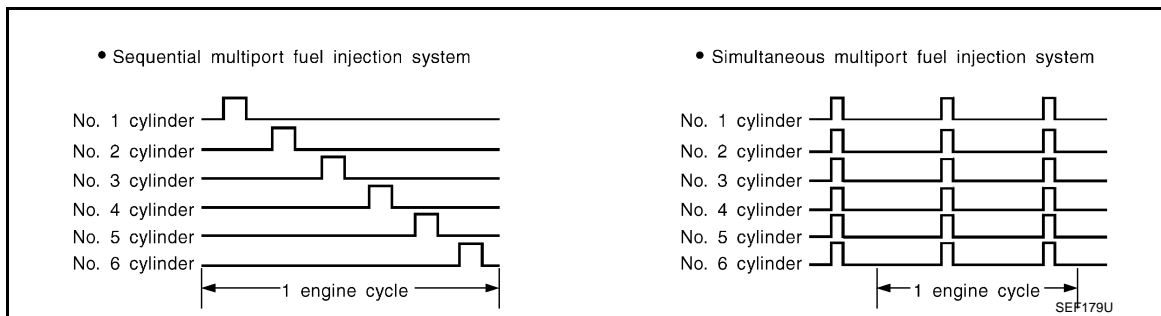 • Sequential multiport fuel injection system
No. 1 cylinder
No. 2 cylinder
No. 3 cylinder
No. 4 cylinder
No. 5 cylinder
No. 6 cylinder
1 engine cycle
• Simultaneous multiport fuel injection system
No. 1 cylinder
No. 2 cylinder
No. 3 cylinder
No. 4 cylinder
No. 5 cylinder
No. 6 cylinder
1 engine cycle
SEF179U